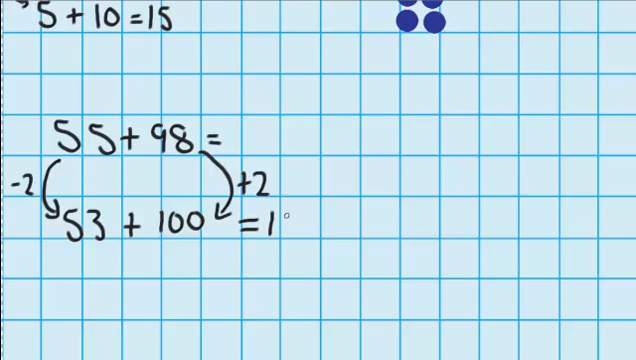 5 + 10 = 15
55 + 98 =
-2 +2
53 + 100 = 1